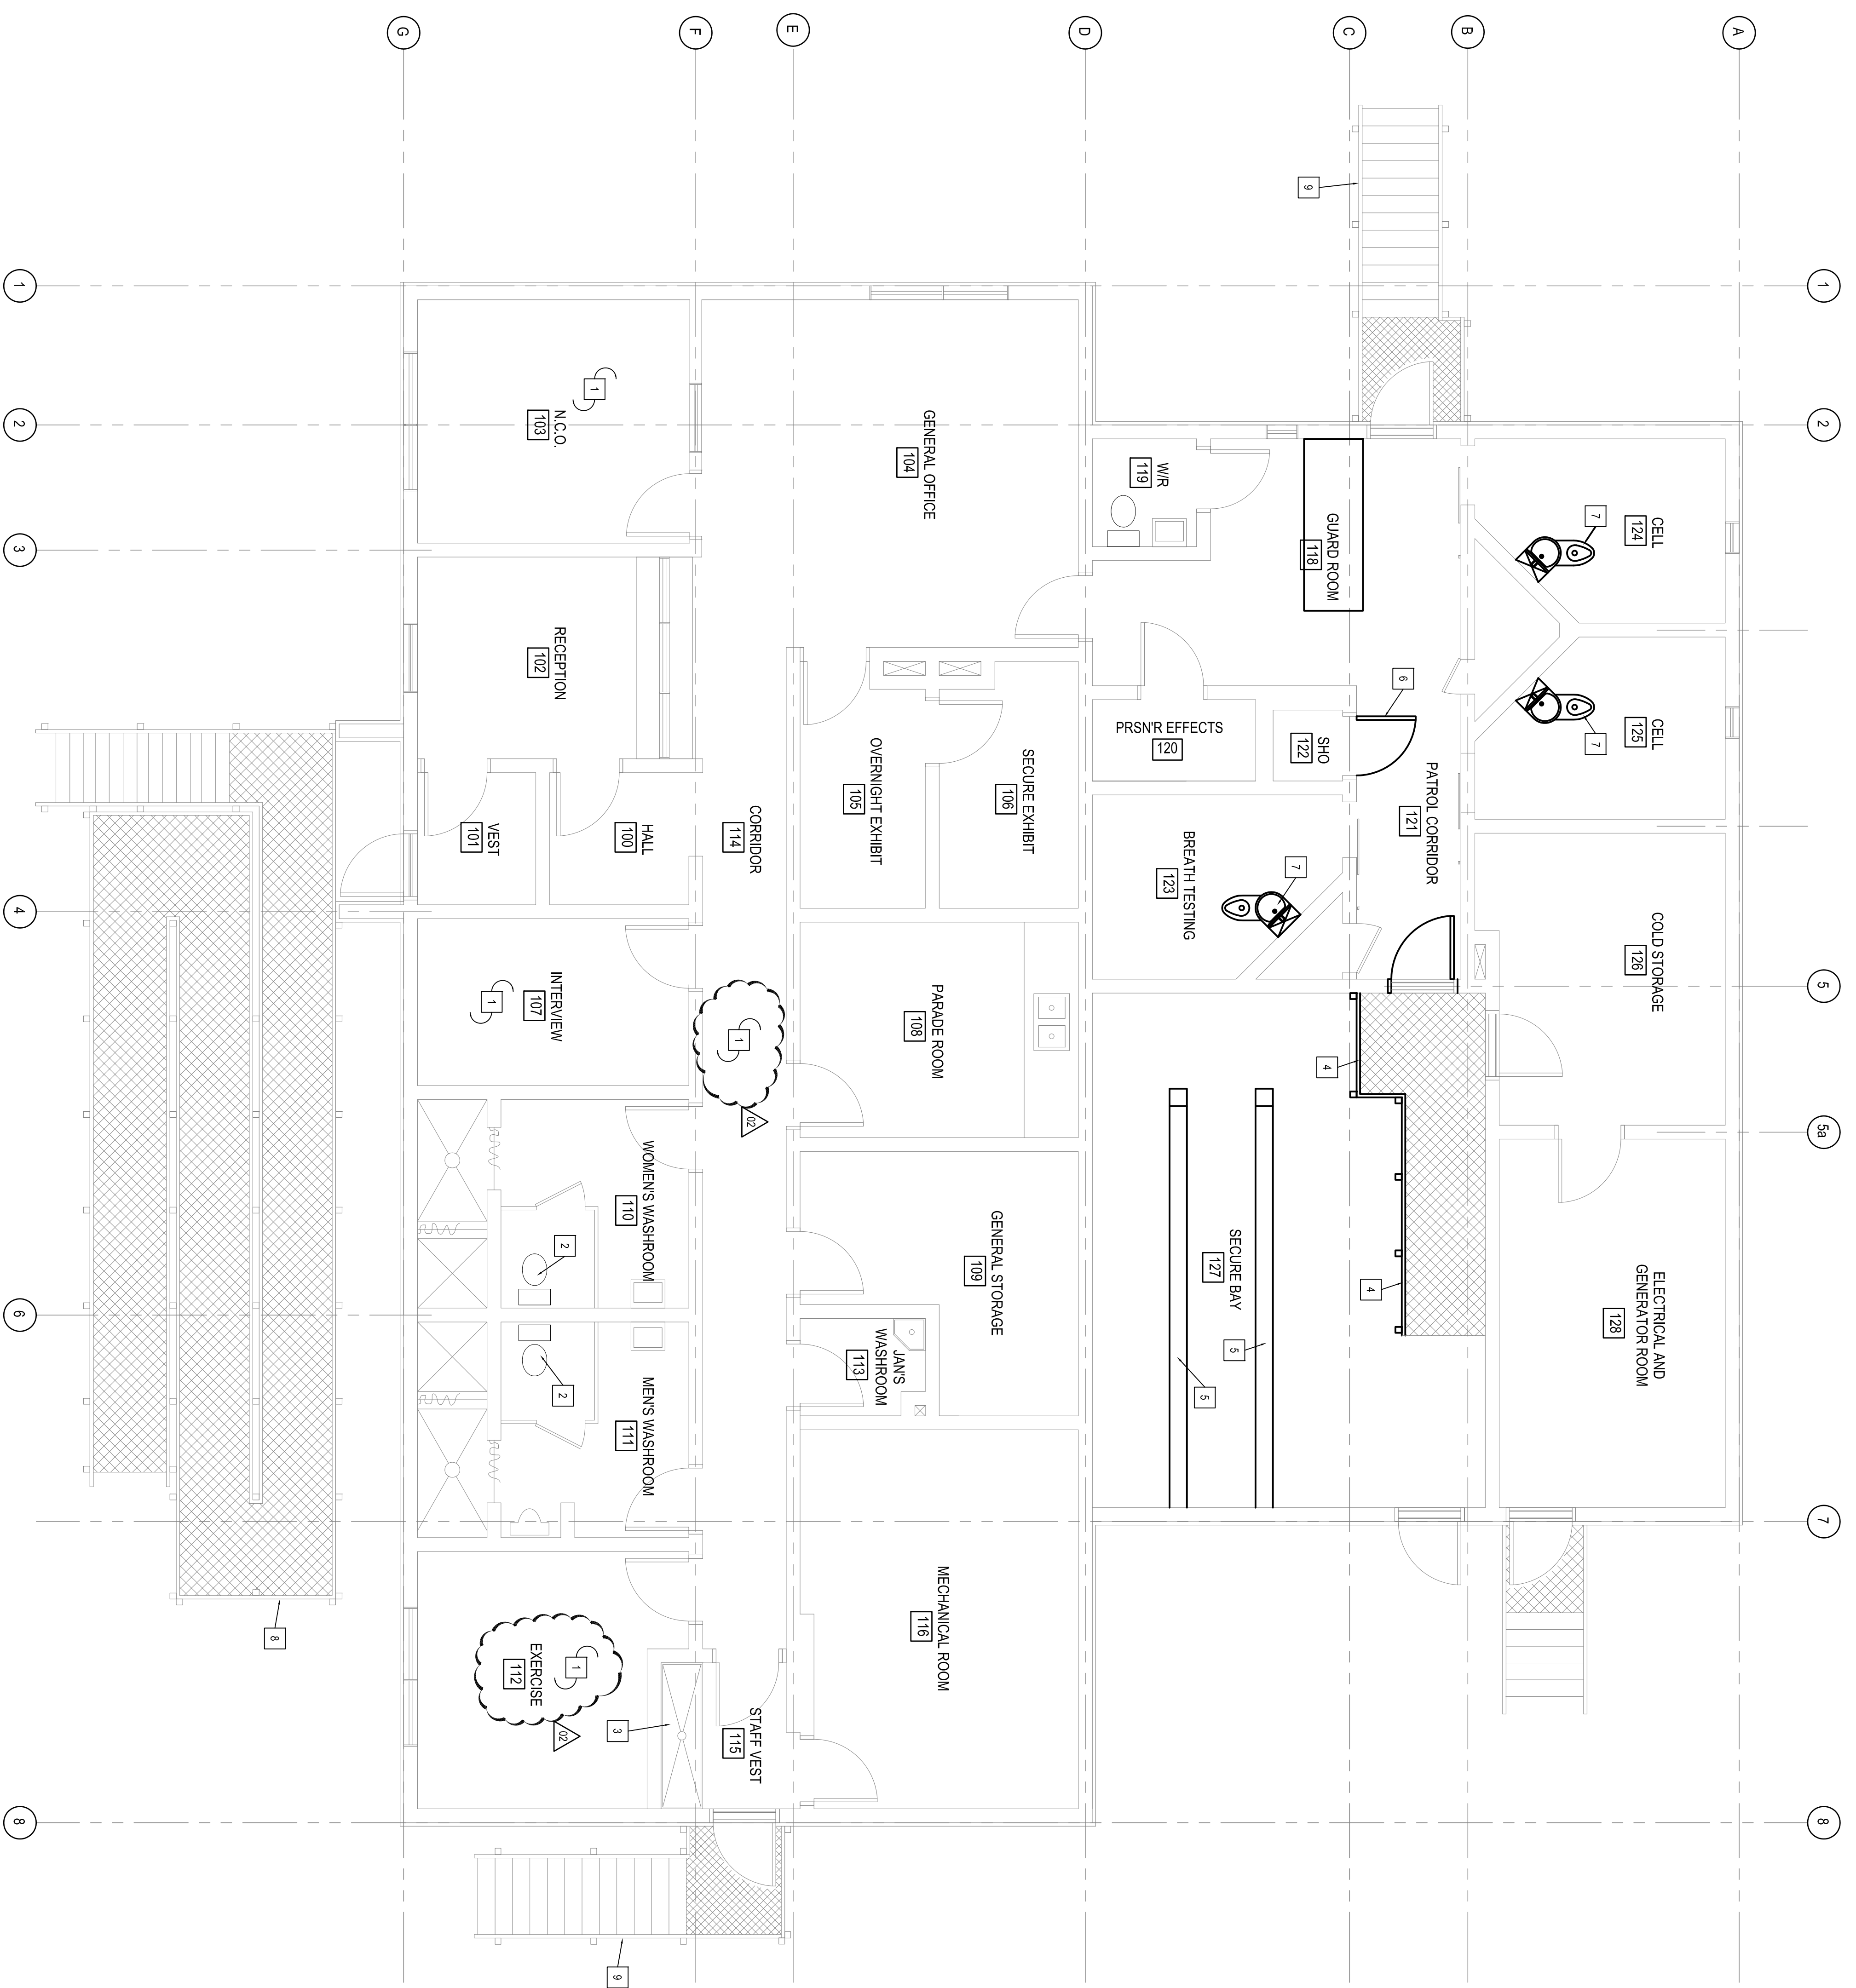 G
F
E
D
C
B
A
1
2
3
4
5
5a
6
7
8
1
2
8
9
1
N.C.O.
103
GENERAL OFFICE
104
W/R
119
GUARD ROOM
118
7
CELL
124
RECEPTION
102
6
7
CELL
125
PRSN'R EFFECTS
120
SHO
122
PATROL CORRIDOR
121
VEST
101
HALL
100
CORRIDOR
114
OVERNIGHT EXHIBIT
105
SECURE EXHIBIT
106
BREATH TESTING
123
7
COLD STORAGE
126
INTERVIEW
107
1
1
02
PARADE ROOM
108
4
WOMEN'S WASHROOM
110
2
GENERAL STORAGE
109
SECURE BAY
127
5
5
4
ELECTRICAL AND
GENERATOR ROOM
128
MEN'S WASHROOM
111
2
JAN'S
WASHROOM
113
MECHANICAL ROOM
116
EXERCISE
112
1
02
3
STAFF VEST
115
8
9